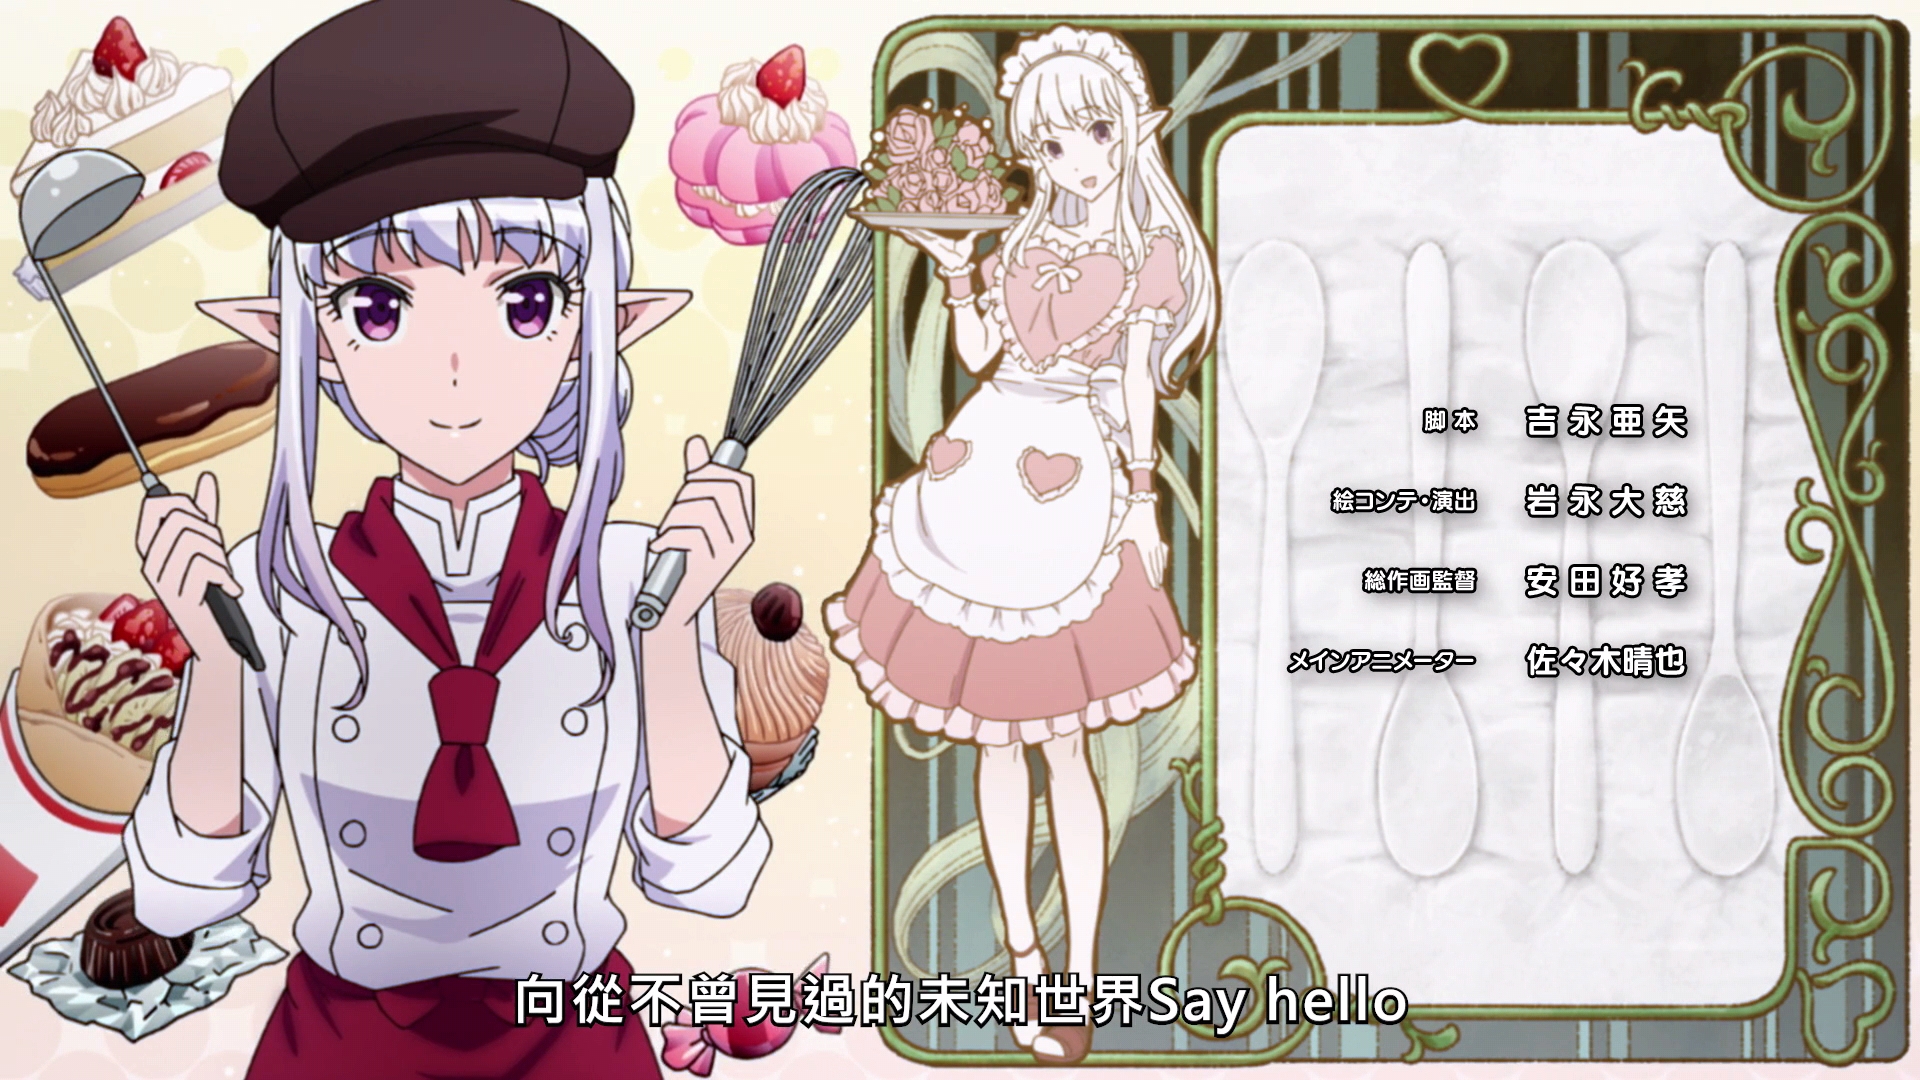 脚本 吉永亜矢
絵コンテ・演出 岩永大慈
総作画監督 安田好孝
メインアニメーター 佐々木晴也
向從不曾見過的未知世界Say hello